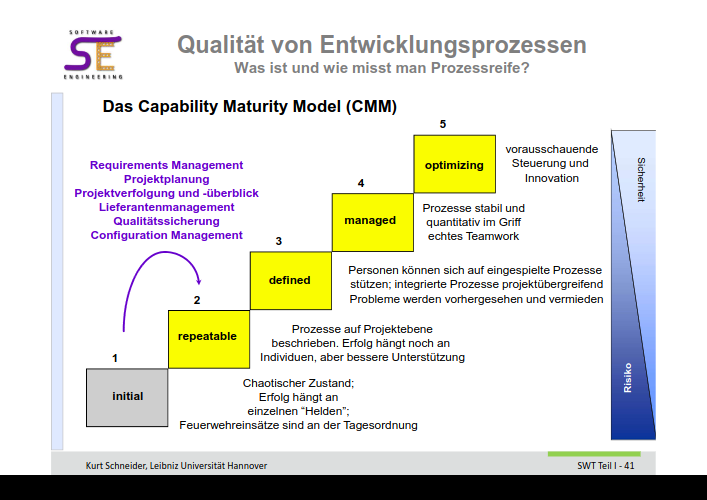 SOFTWARE
SE
ENGINEERING
Qualität von Entwicklungsprozessen
Was ist und wie misst man Prozessreife?
Das Capability Maturity Model (CMM)
5
optimizing
vorausschauende
Steuerung und
Innovation
Requirements Management
Projektplanung
Projektverfolgung und -überblick
Lieferantenmanagement
Qualitätssicherung
Configuration Management
4
managed
Prozesse stabil und
quantitativ im Griff
echtes Teamwork
3
defined
Personen können sich auf eingespielte Prozesse
stützen; integrierte Prozesse projektübergreifend
Probleme werden vorhergesehen und vermieden
2
repeatable
Prozesse auf Projektebene
beschrieben. Erfolg hängt noch an
Individuen, aber bessere Unterstützung
1
initial
Chaotischer Zustand;
Erfolg hängt an
einzelnen “Helden”;
Feuerwehreinsätze sind an der Tagesordnung
Sicherheit
Risiko
Kurt Schneider, Leibniz Universität Hannover
SWT Teil I - 41